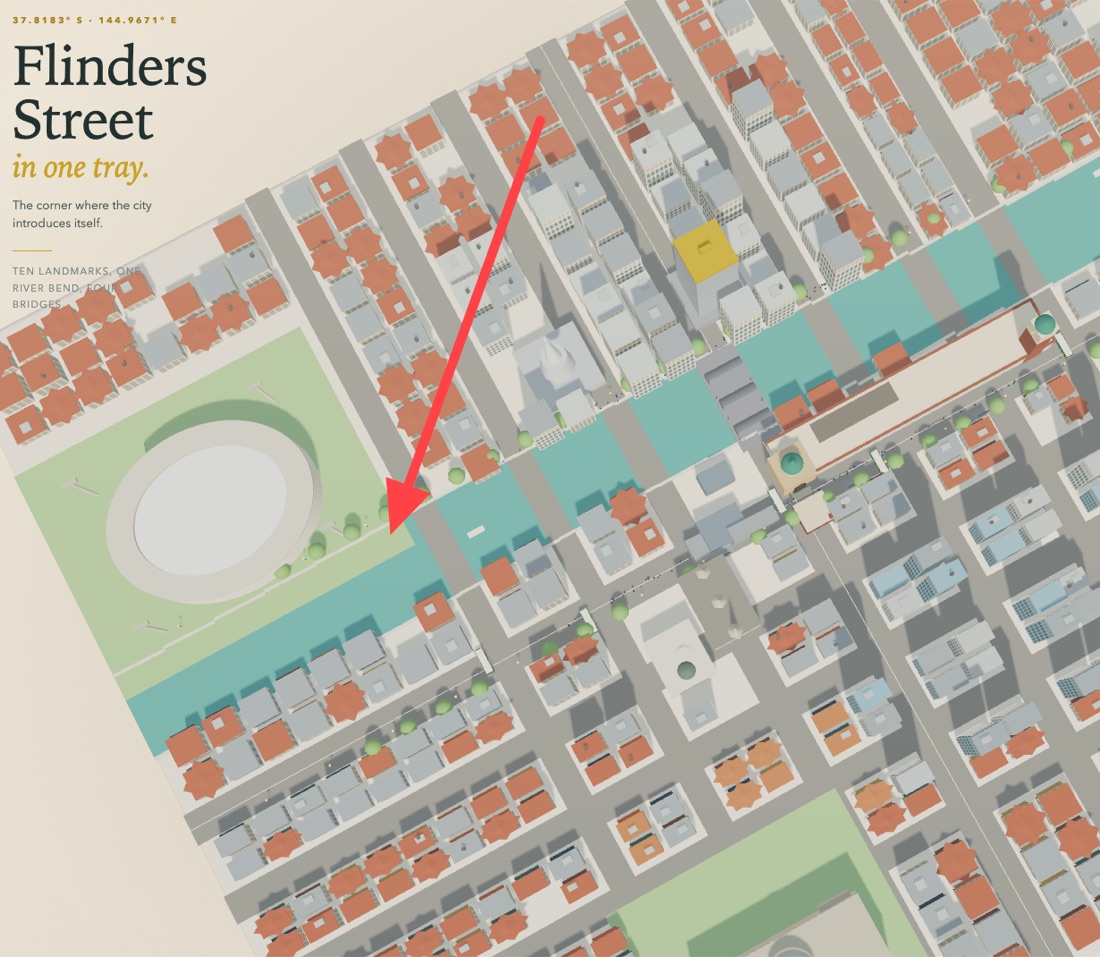 37.8183° S · 144.9671° E
Flinders
Street
in one tray.
The corner where the city
introduces itself.
TEN LANDMARKS, ONE
RIVER BEND, FOUR
BRIDGES